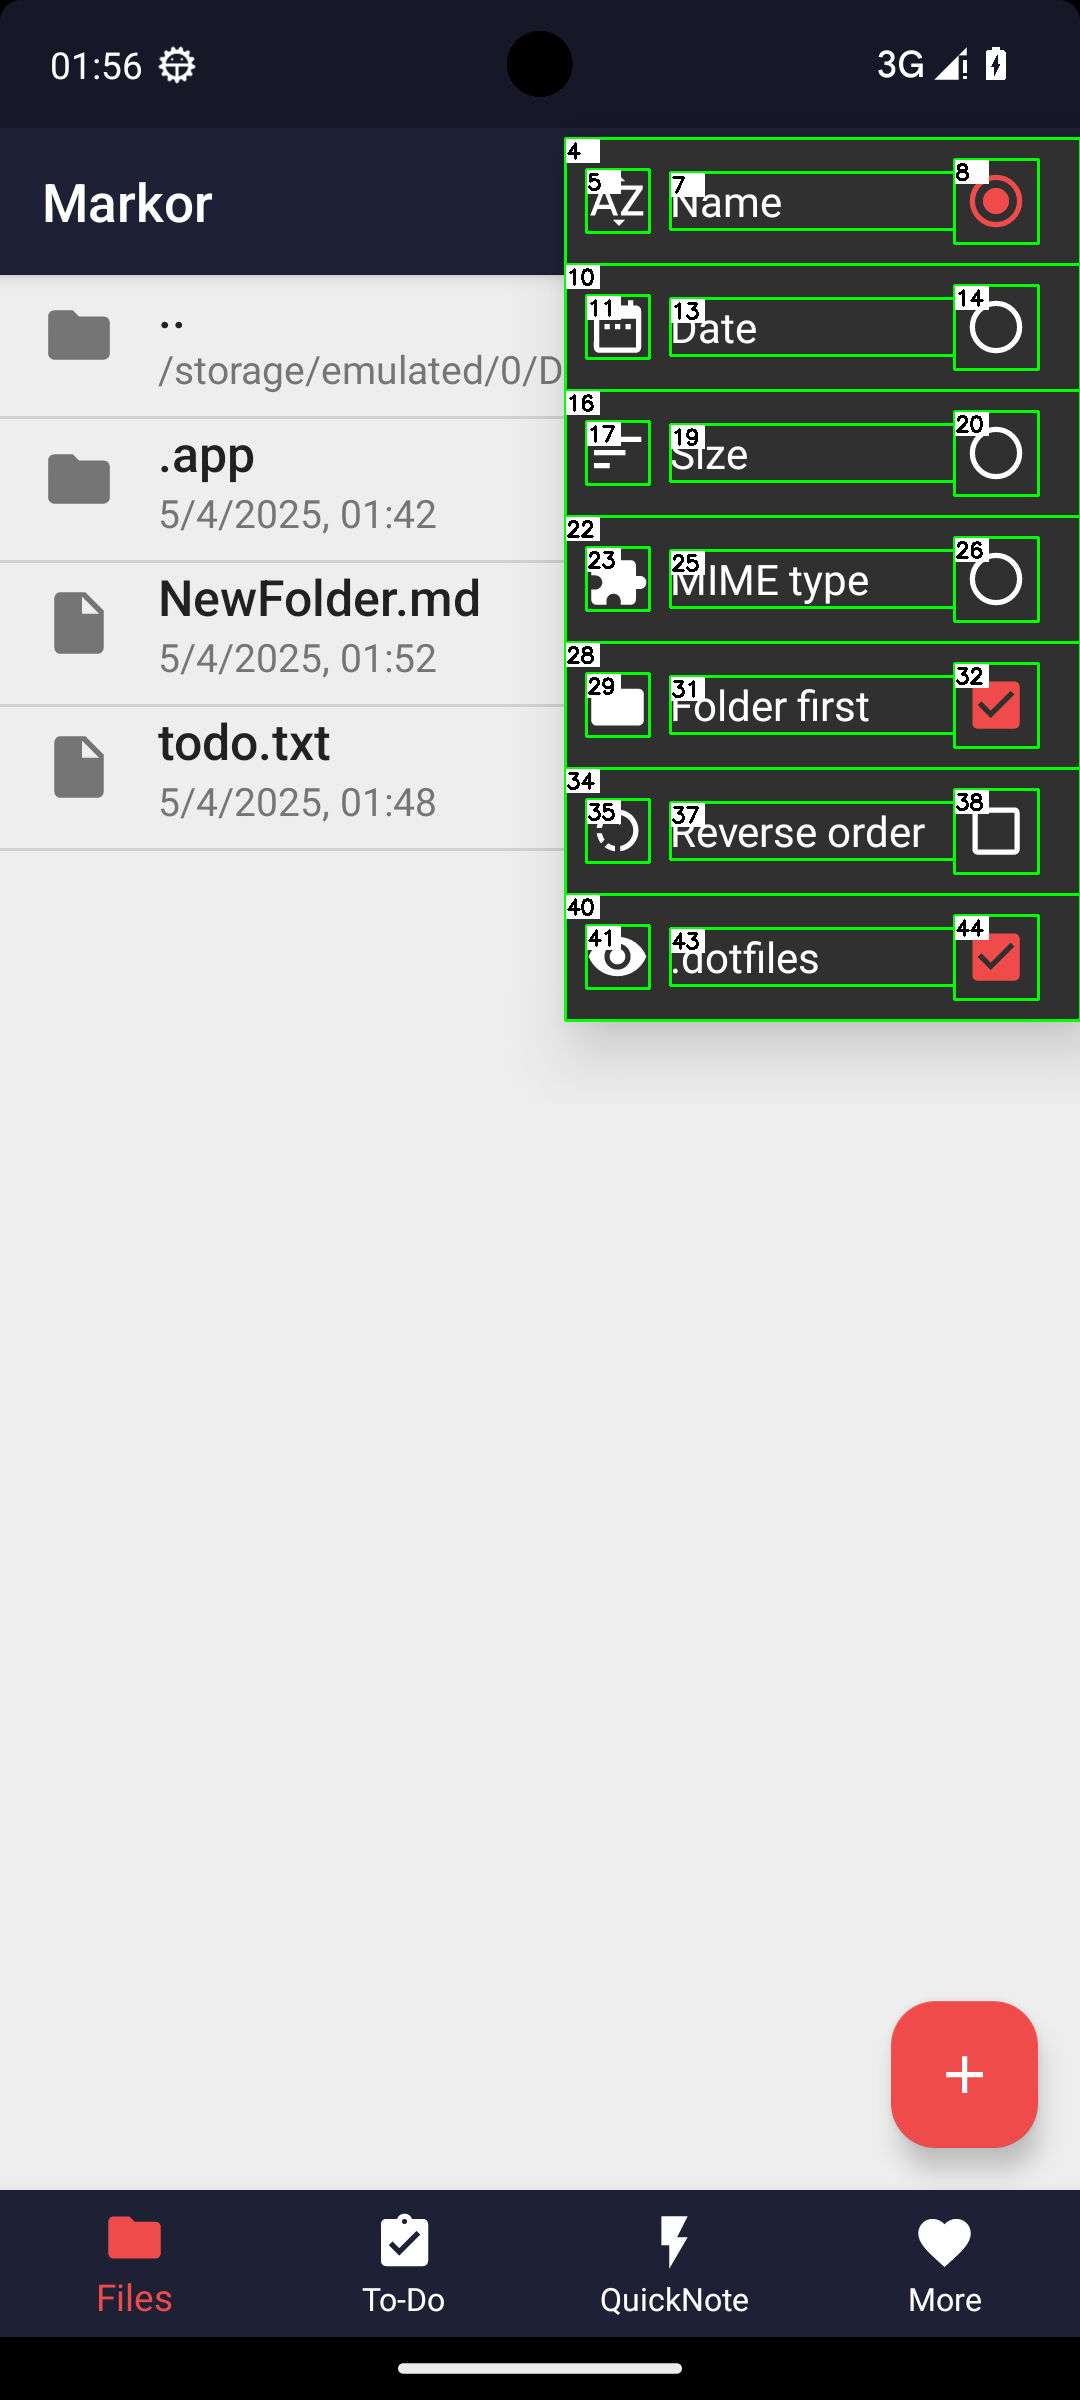 01:56
3G
Markor
4
5
AZ
7
Name
8
10
11
13
Date
14
16
17
19
Size
20
22
23
25
MIME type
26
28
29
31
Folder first
32
34
35
37
Reverse order
38
40
41
43
.dotfiles
44
..
/storage/emulated/0/D
.app
5/4/2025, 01:42
NewFolder.md
5/4/2025, 01:52
todo.txt
5/4/2025, 01:48
Files
To-Do
QuickNote
More